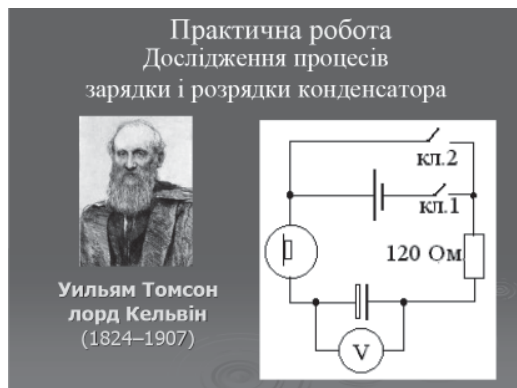 Практична робота
Дослідження процесів
зарядки і розрядки конденсатора
Уильям Томсон
лорд Кельвін
(1824–1907)
кл.2
кл.1
120 Ом
V